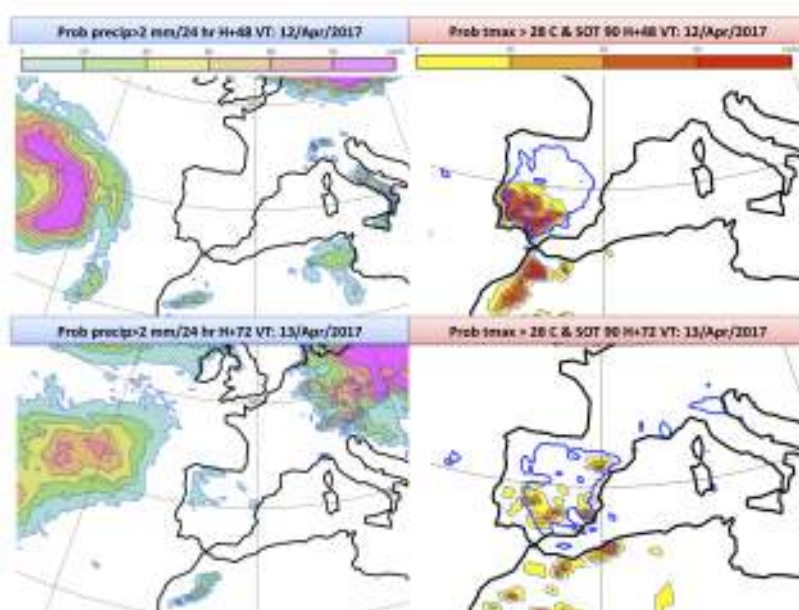 Prob precip>2 mm/24 hr H+48 VT: 12/Apr/2017
Prob tmax > 28 C & SOT 90 H+48 VT: 12/Apr/2017
Prob precip>2 mm/24 hr H+72 VT: 13/Apr/2017
Prob tmax > 28 C & SOT 90 H+72 VT: 13/Apr/2017